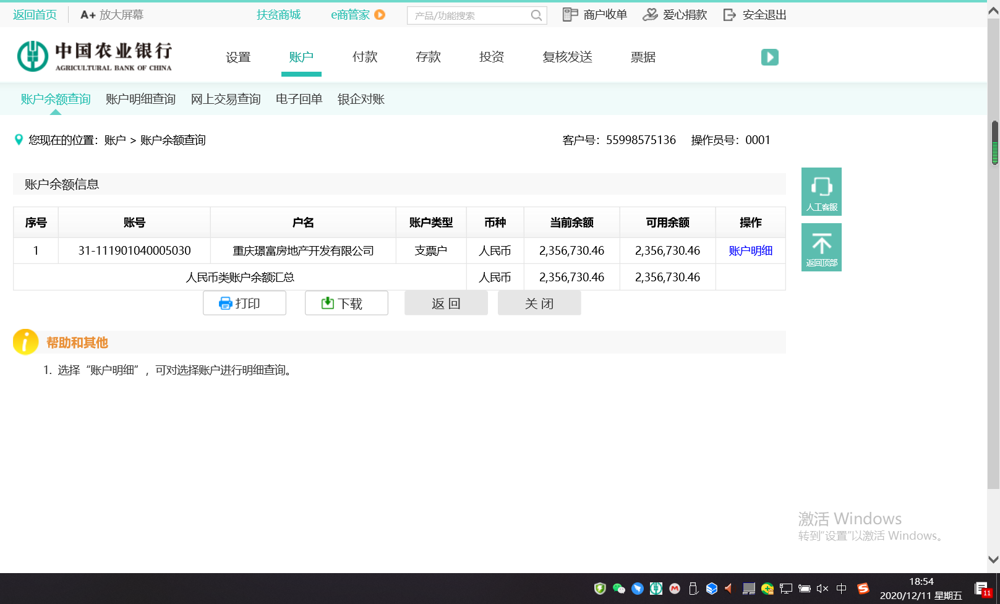 返回首页 A+ 放大屏幕 扶贫商城 e商管家 产品/功能搜索 商户收单 爱心捐款 安全退出
中国农业银行
AGRICULTURAL BANK OF CHINA
设置 账户 付款 存款 投资 复核发送 票据
账户余额查询 账户明细查询 网上交易查询 电子回单 银企对账
您现在的位置：账户 > 账户余额查询 客户号：55998575136 操作员号：0001
账户余额信息
人工客服
序号 账号 户名 账户类型 币种 当前余额 可用余额 操作
1 31-111901040005030 重庆璟富房地产开发有限公司 支票户 人民币 2,356,730.46 2,356,730.46 账户明细
返回顶部
人民币类账户余额汇总 人民币 2,356,730.46 2,356,730.46
打印 下载 返 回 关 闭
帮助和其他
1. 选择“账户明细”，可对选择账户进行明细查询。
激活 Windows
转到“设置”以激活 Windows。
中
18:54
2020/12/11 星期五
11